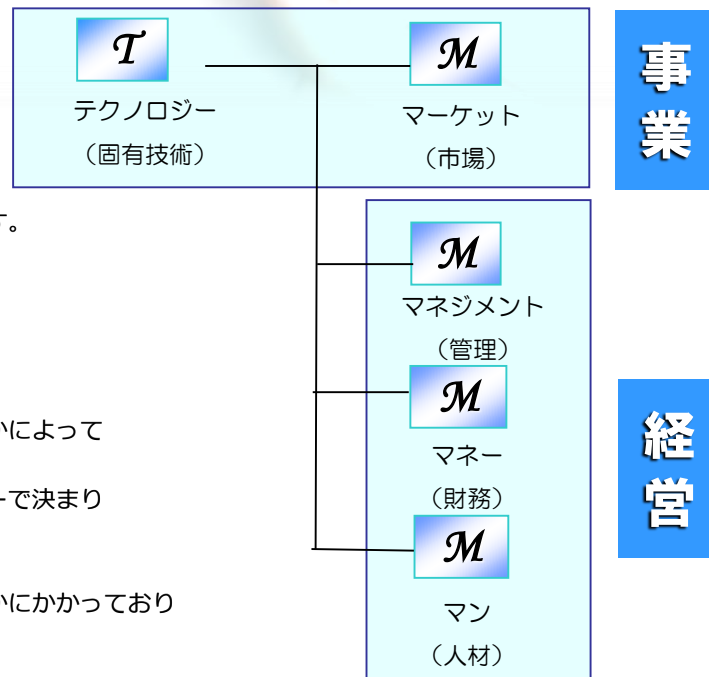 T
M
テクノロジー
（固有技術）
マーケット
（市場）
事業
す。
M
マネジメント
（管理）
M
マネー
（財務）
かによって
ーで決まり
経営
M
マン
（人材）
かにかかっており